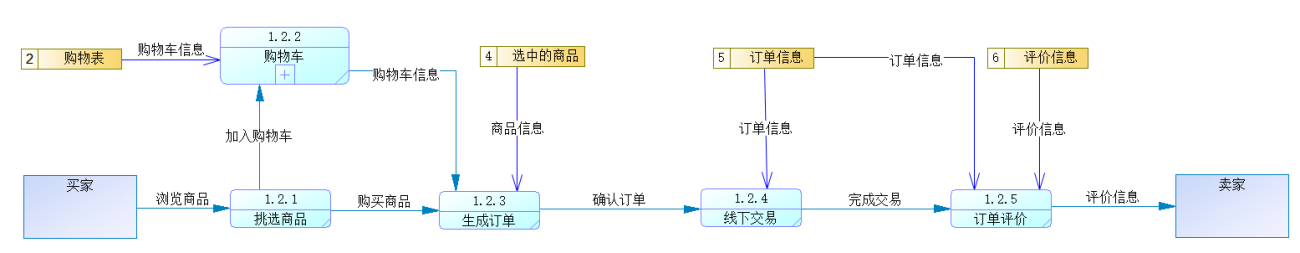 1.2.2
购物车
+
2 购物表
购物车信息
购物车信息
4 选中的商品
5 订单信息
订单信息
6 评价信息
加入购物车
商品信息
订单信息
评价信息
买家
浏览商品
1.2.1
挑选商品
购买商品
1.2.3
生成订单
确认订单
1.2.4
线下交易
完成交易
1.2.5
订单评价
评价信息
卖家